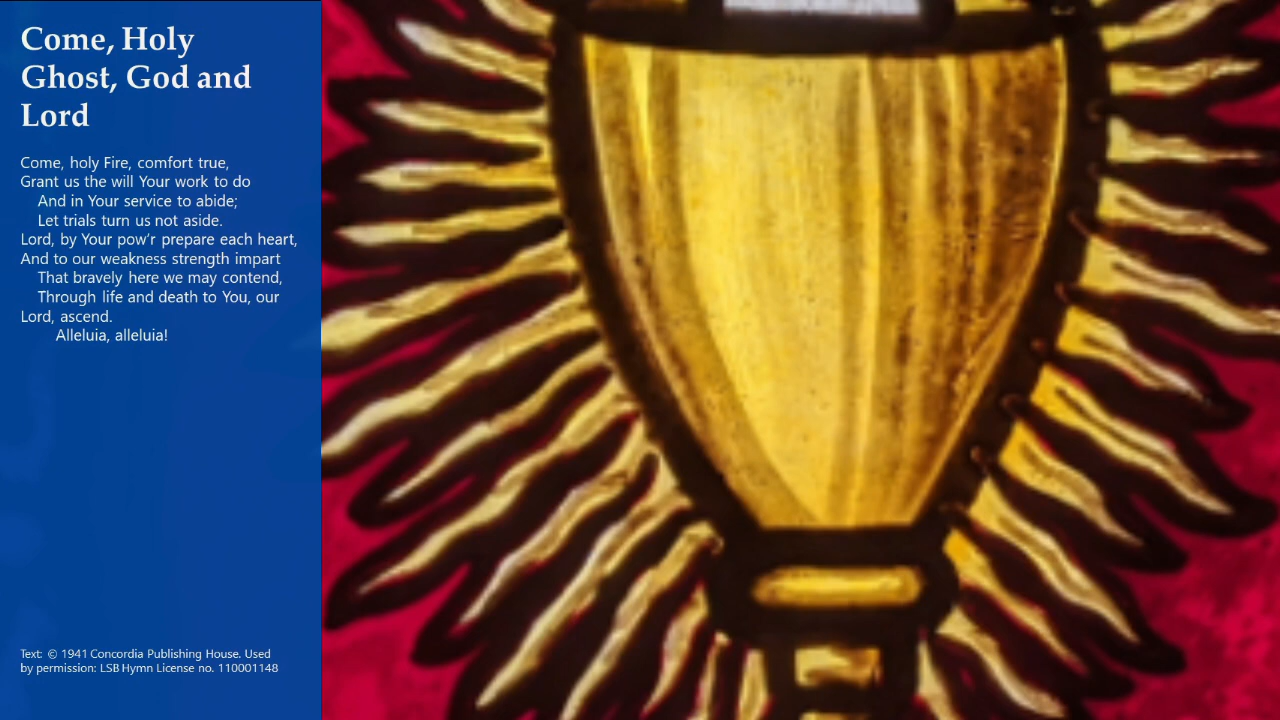 Come, Holy
Ghost, God and
Lord
Come, holy Fire, comfort true,
Grant us the will Your work to do
And in Your service to abide;
Let trials turn us not aside.
Lord, by Your pow'r prepare each heart,
And to our weakness strength impart
That bravely here we may contend,
Through life and death to You, our
Lord, ascend.
Alleluia, alleluia!
Text: © 1941 Concordia Publishing House. Used
by permission: LSB Hymn License no. 110001148